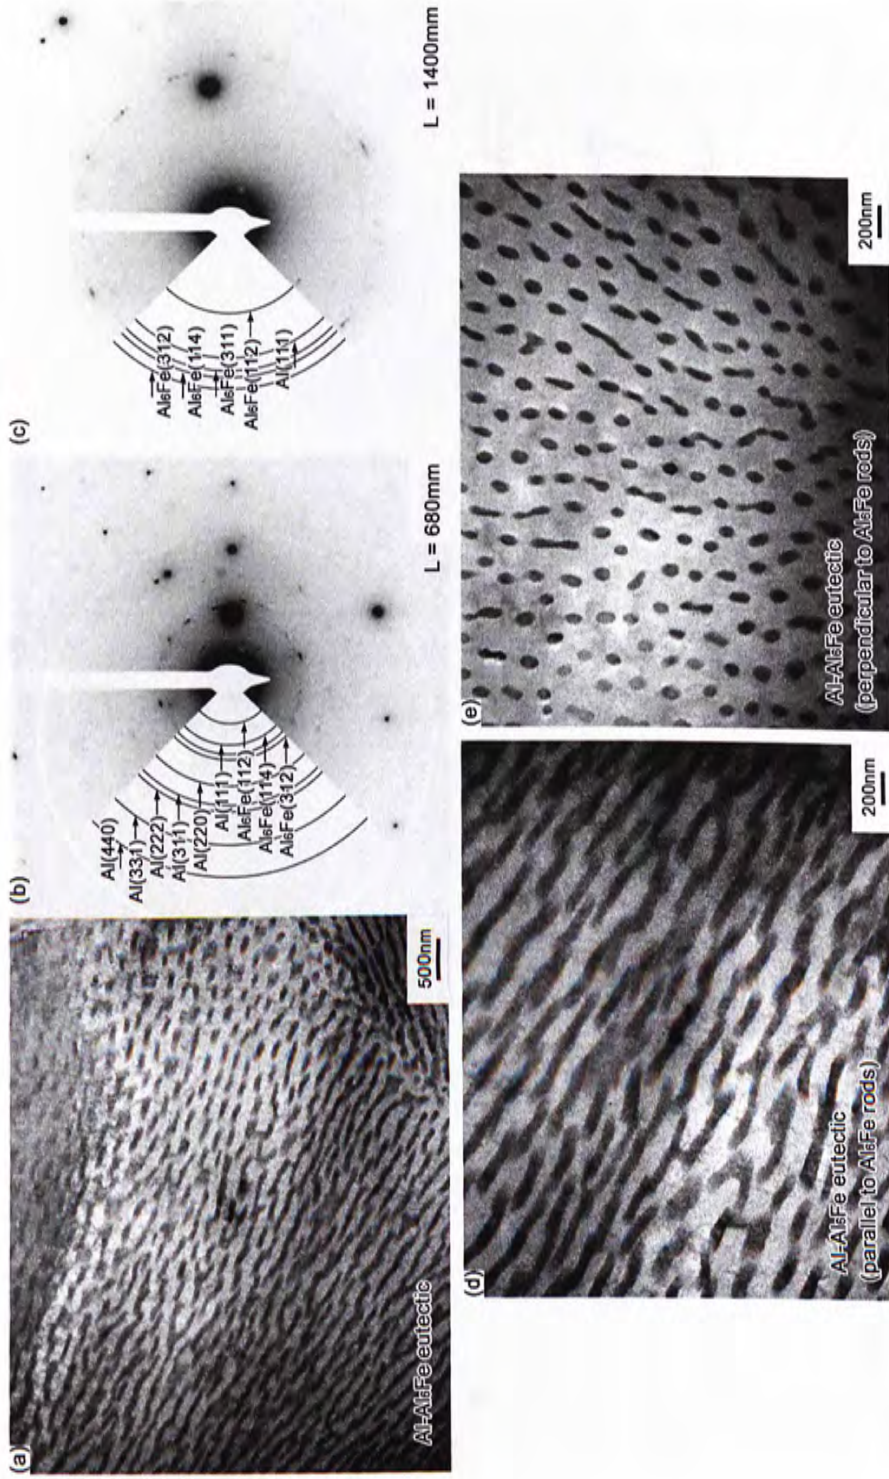 (a)
Al-Al₆Fe eutectic
500nm
(b)
Al(440)
Al(331)
Al(222)
Al(311)
Al(220)
Al(111)
Al₆Fe(112)
Al₆Fe(114)
Al₆Fe(312)
L = 680mm
(c)
Al₆Fe(312)
Al₆Fe(114)
Al₆Fe(311)
Al₆Fe(112)
Al(111)
L = 1400mm
(d)
Al-Al₆Fe eutectic
(parallel to Al₆Fe rods)
200nm
(e)
Al-Al₆Fe eutectic
(perpendicular to Al₆Fe rods)
200nm